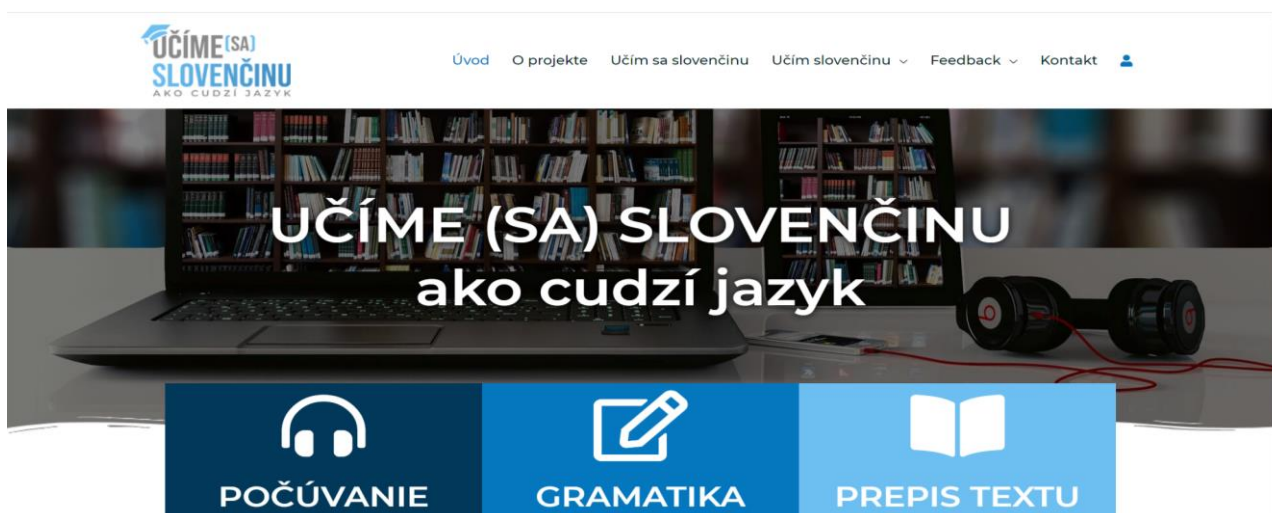 UČÍME(SA)
SLOVENČINU
AKO CUDZÍ JAZYK
Úvod O projekte Učím sa slovenčinu Učím slovenčinu Feedback Kontakt
UČÍME (SA) SLOVENČINU
ako cudzí jazyk
POČÚVANIE GRAMATIKA PREPIS TEXTU